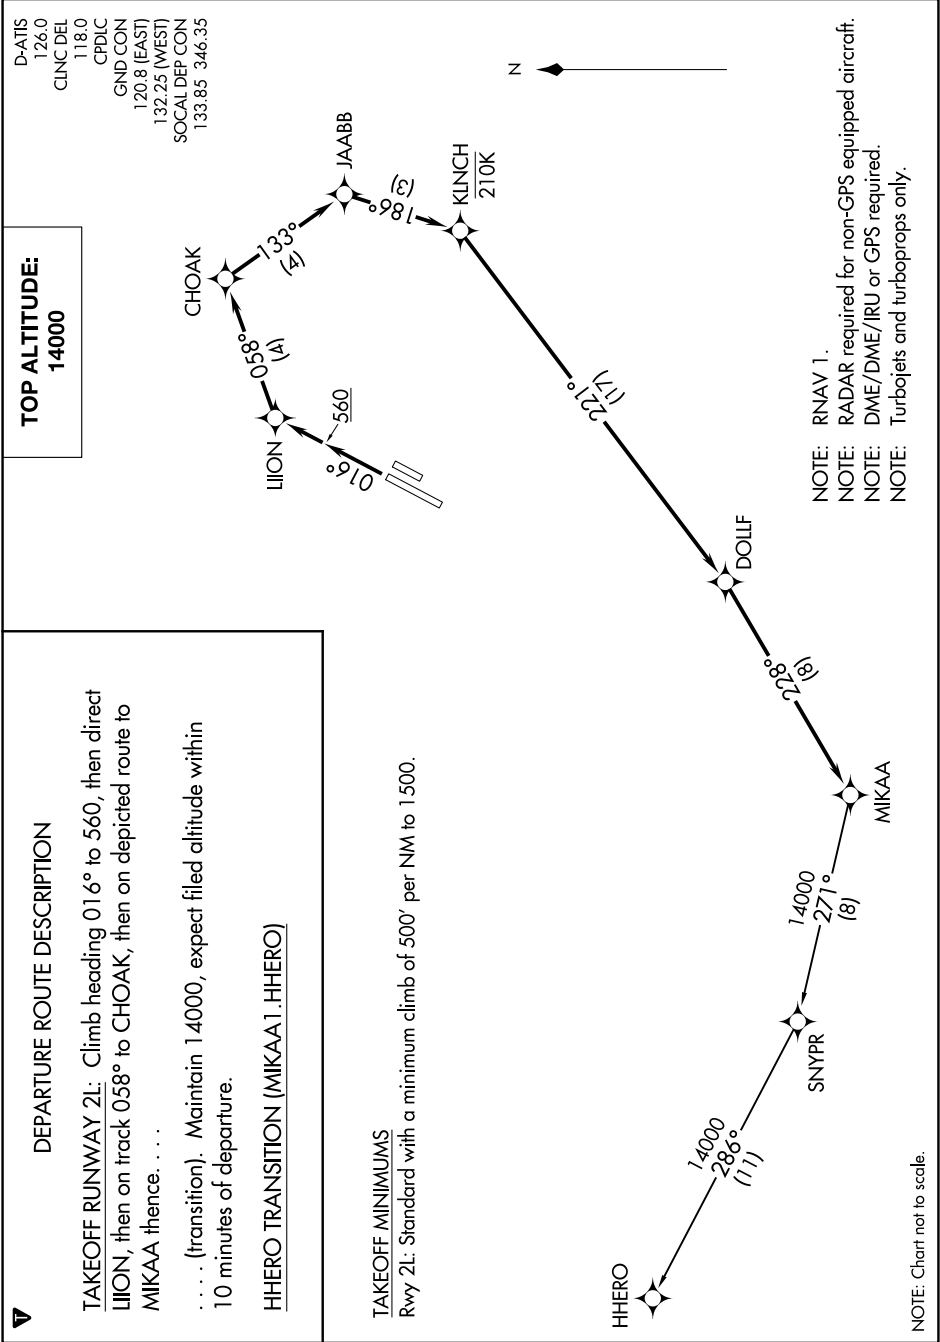 DEPARTURE ROUTE DESCRIPTION
TAKEOFF RUNWAY 2L: Climb heading 016° to 560, then direct
LIION, then on track 058° to CHOAK, then on depicted route to
MIKAA thence. . . .
. . . . (transition). Maintain 14000, expect filed altitude within
10 minutes of departure.
HHERO TRANSITION (MIKAA1.HHERO)
TAKEOFF MINIMUMS
Rwy 2L: Standard with a minimum climb of 500' per NM to 1500.
TOP ALTITUDE:
14000
D-ATIS
126.0
CLNC DEL
118.0
CPDLC
GND CON
120.8 (EAST)
132.25 (WEST)
SOCAL DEP CON
133.85 346.35
T
016°
560
LIION
058°
(4)
CHOAK
133°
(4)
JAABB
186°
(3)
KLNCH
210K
N
221°
(17)
DOLLF
228°
(8)
MIKAA
14000
271°
(8)
SNYPR
14000
286°
(11)
HHERO
NOTE: RNAV 1.
NOTE: RADAR required for non-GPS equipped aircraft.
NOTE: DME/DME/IRU or GPS required.
NOTE: Turbojets and turboprops only.
NOTE: Chart not to scale.